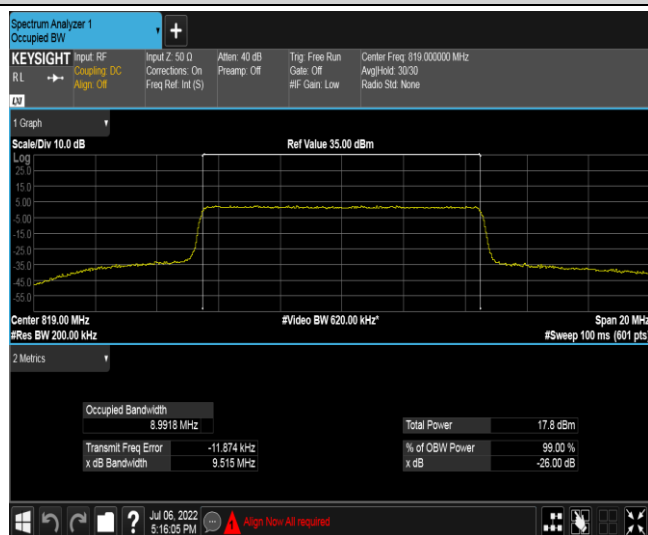 Spectrum Analyzer 1
Occupied BW
+
KEYSIGHT Input: RF Input Z: 50 Ω Atten: 40 dB Trig: Free Run Center Freq: 819.000000 MHz
RL Coupling: DC Corrections: On Preamp: Off Gate: Off Avg|Hold: 30/30
Align: Off Freq Ref: Int (S) #IF Gain: Low Radio Std: None
LXI
1 Graph
Scale/Div 10.0 dB Ref Value 35.00 dBm
Log
25.0
15.0
5.00
-5.00
-15.0
-25.0
-35.0
-45.0
-55.0
Center 819.00 MHz #Video BW 620.00 kHz* Span 20 MHz
#Res BW 200.00 kHz #Sweep 100 ms (601 pts)
2 Metrics
Occupied Bandwidth
8.9918 MHz Total Power 17.8 dBm
Transmit Freq Error -11.874 kHz % of OBW Power 99.00 %
x dB Bandwidth 9.515 MHz x dB -26.00 dB
? Jul 06, 2022
5:16:05 PM
Align Now All required